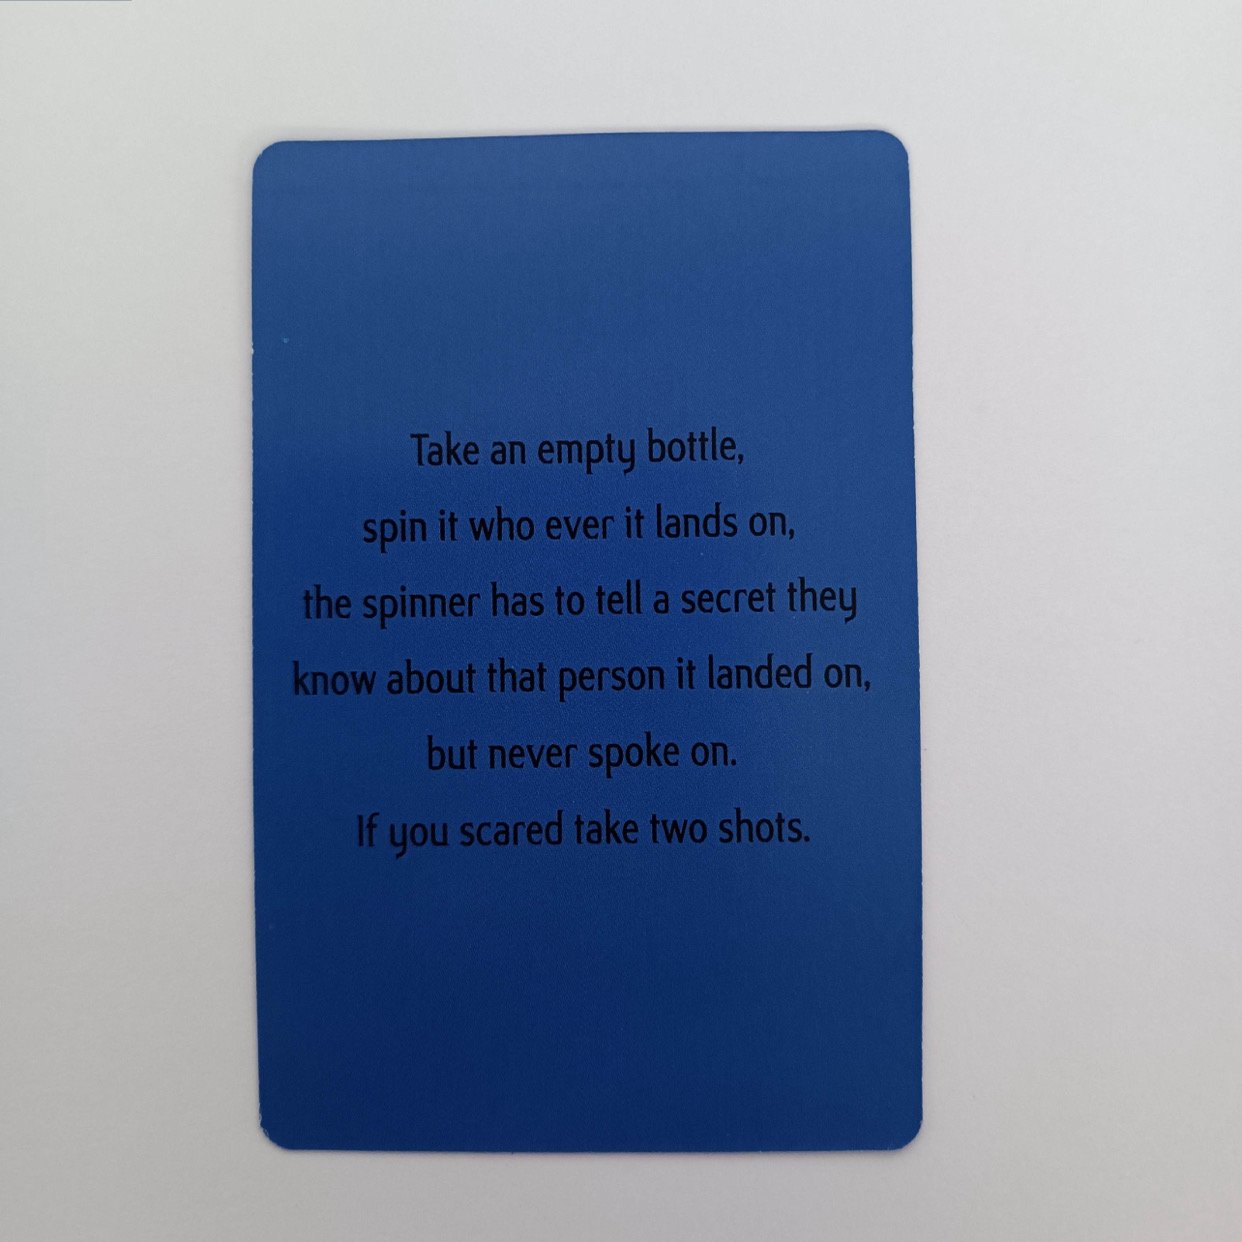 Take an empty bottle,
spin it who ever it lands on,
the spinner has to tell a secret they
know about that person it landed on,
but never spoke on.
If you scared take two shots.